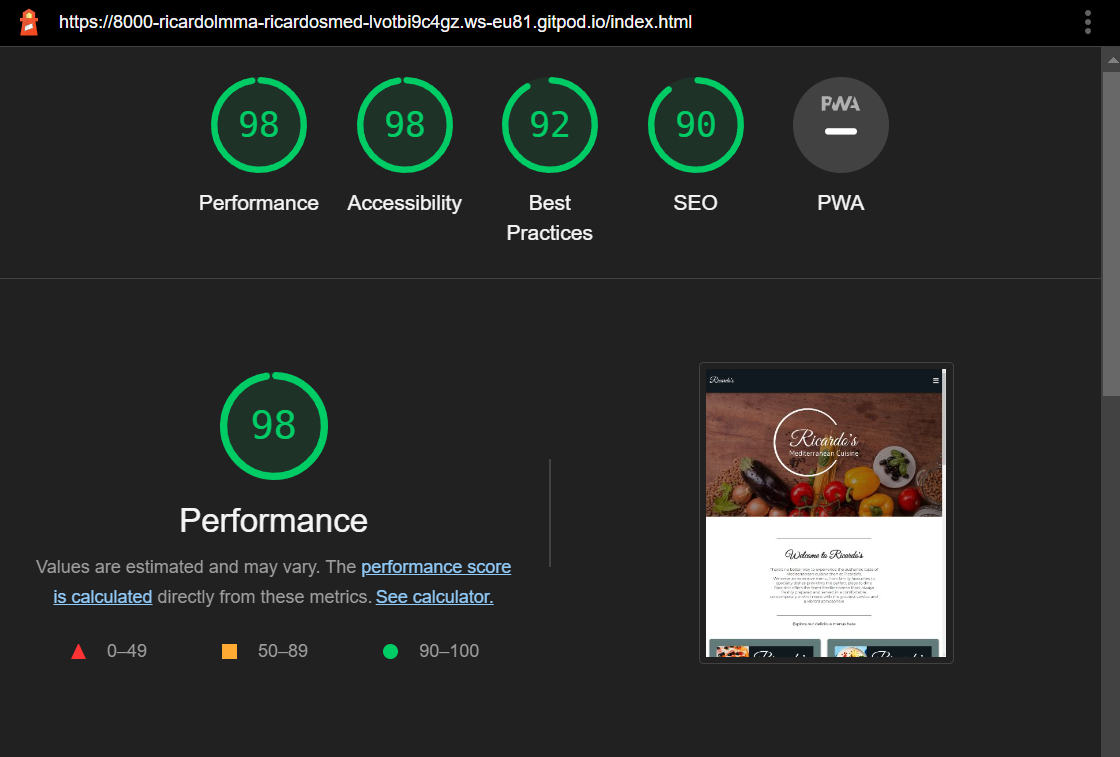 https://8000-ricardolmma-ricardosmed-lvotbi9c4gz.ws-eu81.gitpod.io/index.html
98
98
92
90
PWA
Performance
Accessibility
Best
Practices
SEO
PWA
98
Performance
Values are estimated and may vary. The performance score
is calculated directly from these metrics. See calculator.
0–49
50–89
90–100
Ricardo's
Ricardo's
Mediterranean Cuisine
Welcome to Ricardo's
Explore our delicious menus here